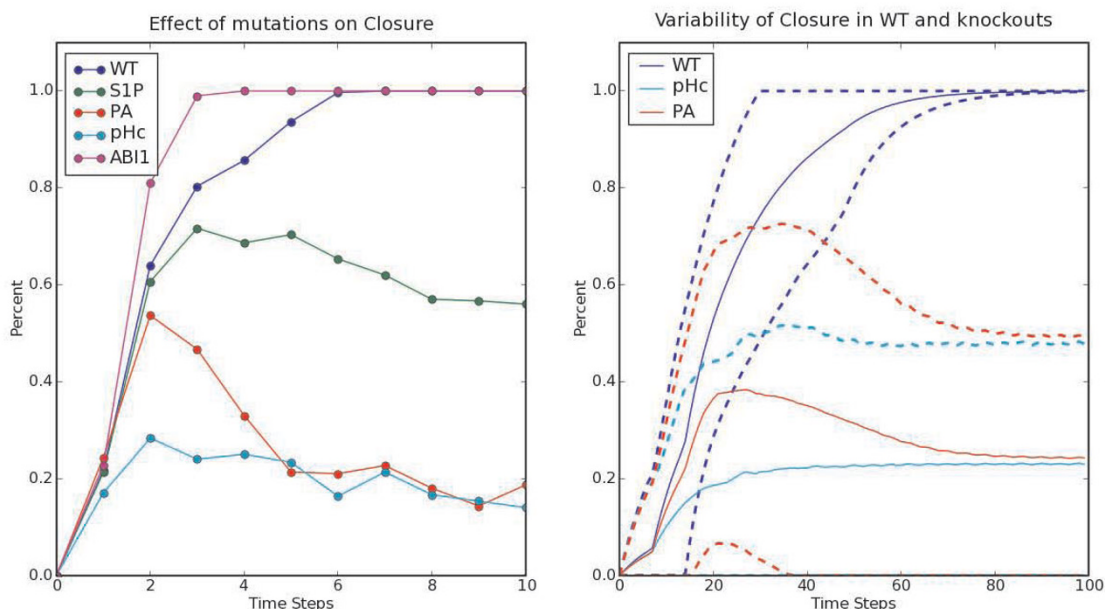 Effect of mutations on Closure
Percent
1.0
0.8
0.6
0.4
0.2
0.0
WT
S1P
PA
pHc
ABI1
0
2
4
6
8
10
Time Steps
Variability of Closure in WT and knockouts
Percent
1.0
0.8
0.6
0.4
0.2
0.0
WT
pHc
PA
0
20
40
60
80
100
Time Steps